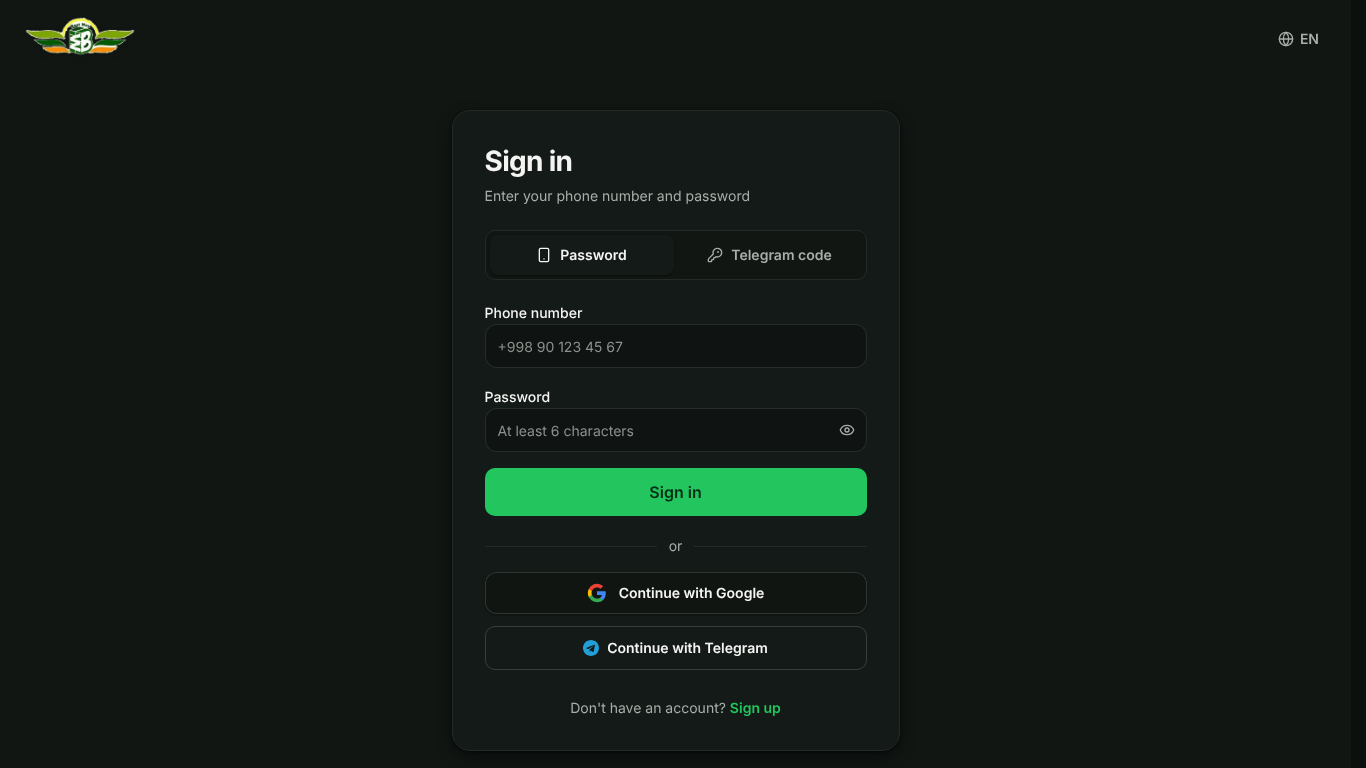 EN
Sign in
Enter your phone number and password
Password
Telegram code
Phone number
+998 90 123 45 67
Password
At least 6 characters
Sign in
or
Continue with Google
Continue with Telegram
Don't have an account? Sign up